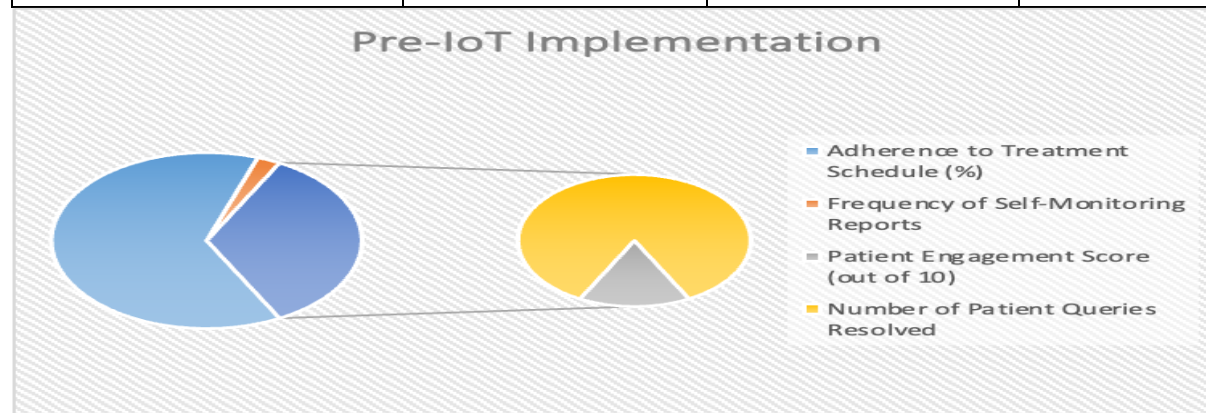 Pre-IoT Implementation
Adherence to Treatment
Schedule (%)
Frequency of Self-Monitoring
Reports
Patient Engagement Score
(out of 10)
Number of Patient Queries
Resolved